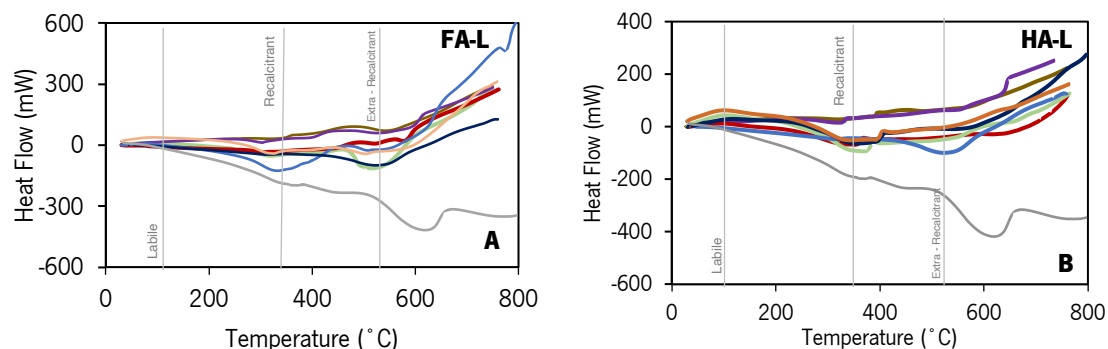 FA-L
Heat Flow (mW)
600
300
0
-300
-600
Labile
Recalcitrant
Extra - Recalcitrant
A
0 200 400 600 800
Temperature (˚C)
HA-L
Heat Flow (mW)
400
200
0
-200
-400
-600
Labile
Recalcitrant
Extra - Recalcitrant
B
0 200 400 600 800
Temperature (˚C)